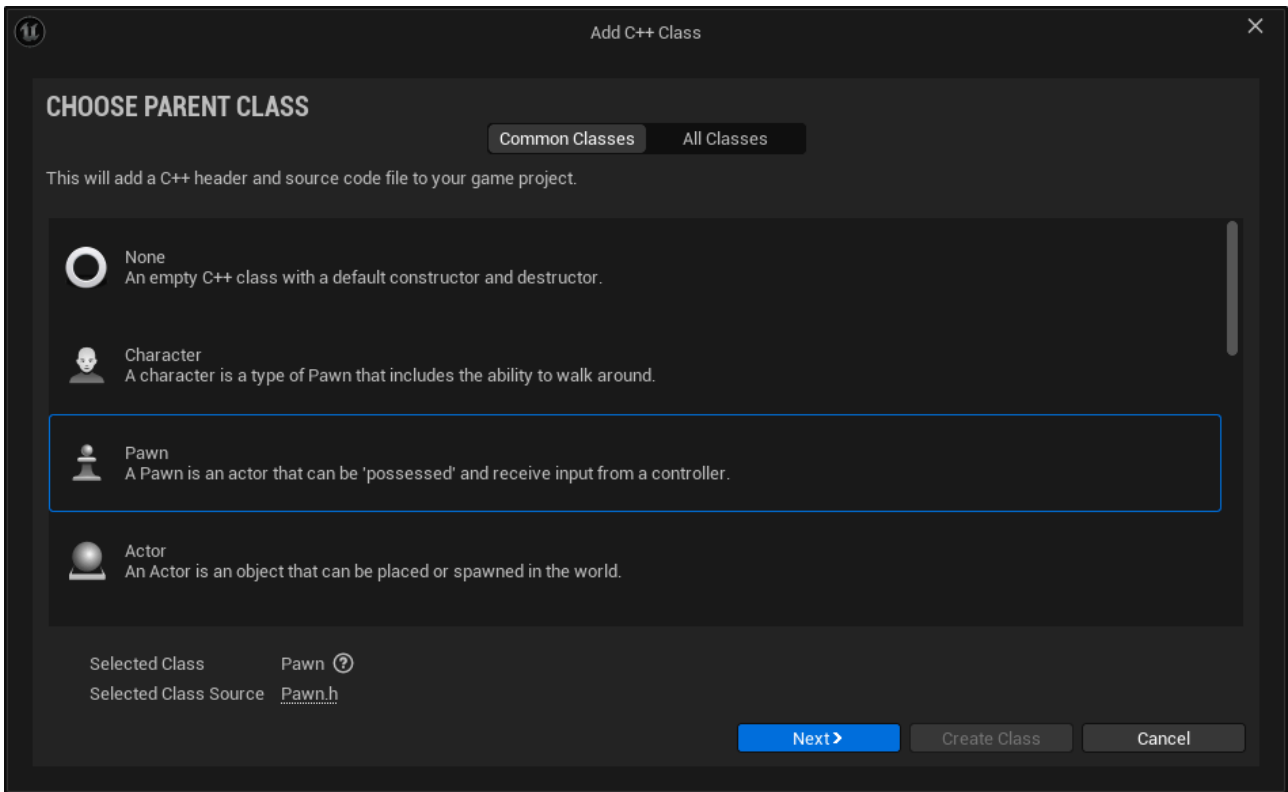 Add C++ Class
CHOOSE PARENT CLASS
Common Classes All Classes
This will add a C++ header and source code file to your game project.
None
An empty C++ class with a default constructor and destructor.
Character
A character is a type of Pawn that includes the ability to walk around.
Pawn
A Pawn is an actor that can be 'possessed' and receive input from a controller.
Actor
An Actor is an object that can be placed or spawned in the world.
Selected Class Pawn ?
Selected Class Source Pawn.h
Next> Create Class Cancel